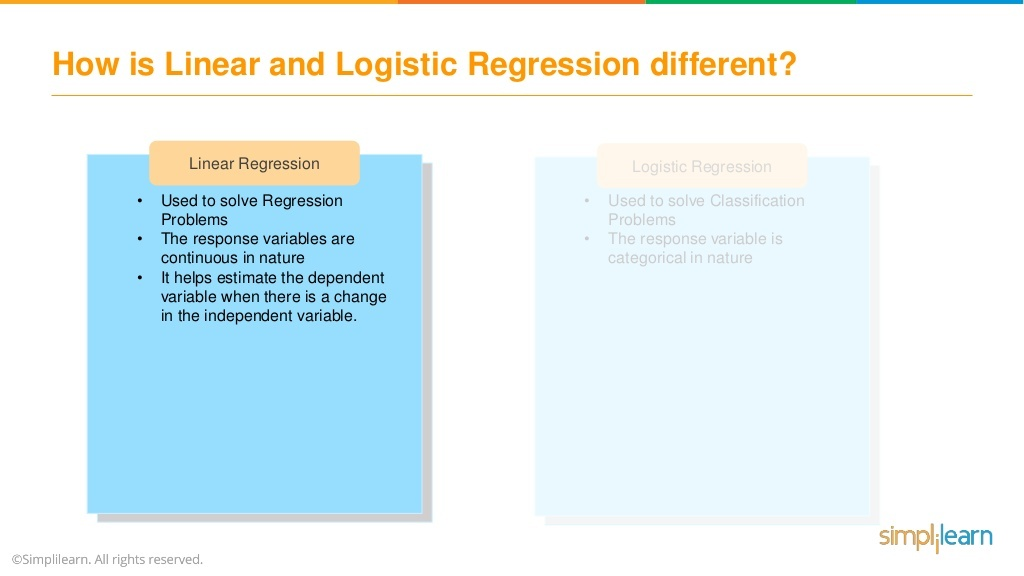 How is Linear and Logistic Regression different?
Linear Regression
• Used to solve Regression
Problems
• The response variables are
continuous in nature
• It helps estimate the dependent
variable when there is a change
in the independent variable.
Logistic Regression
• Used to solve Classification
Problems
• The response variable is
categorical in nature
simplilearn
©Simplilearn. All rights reserved.